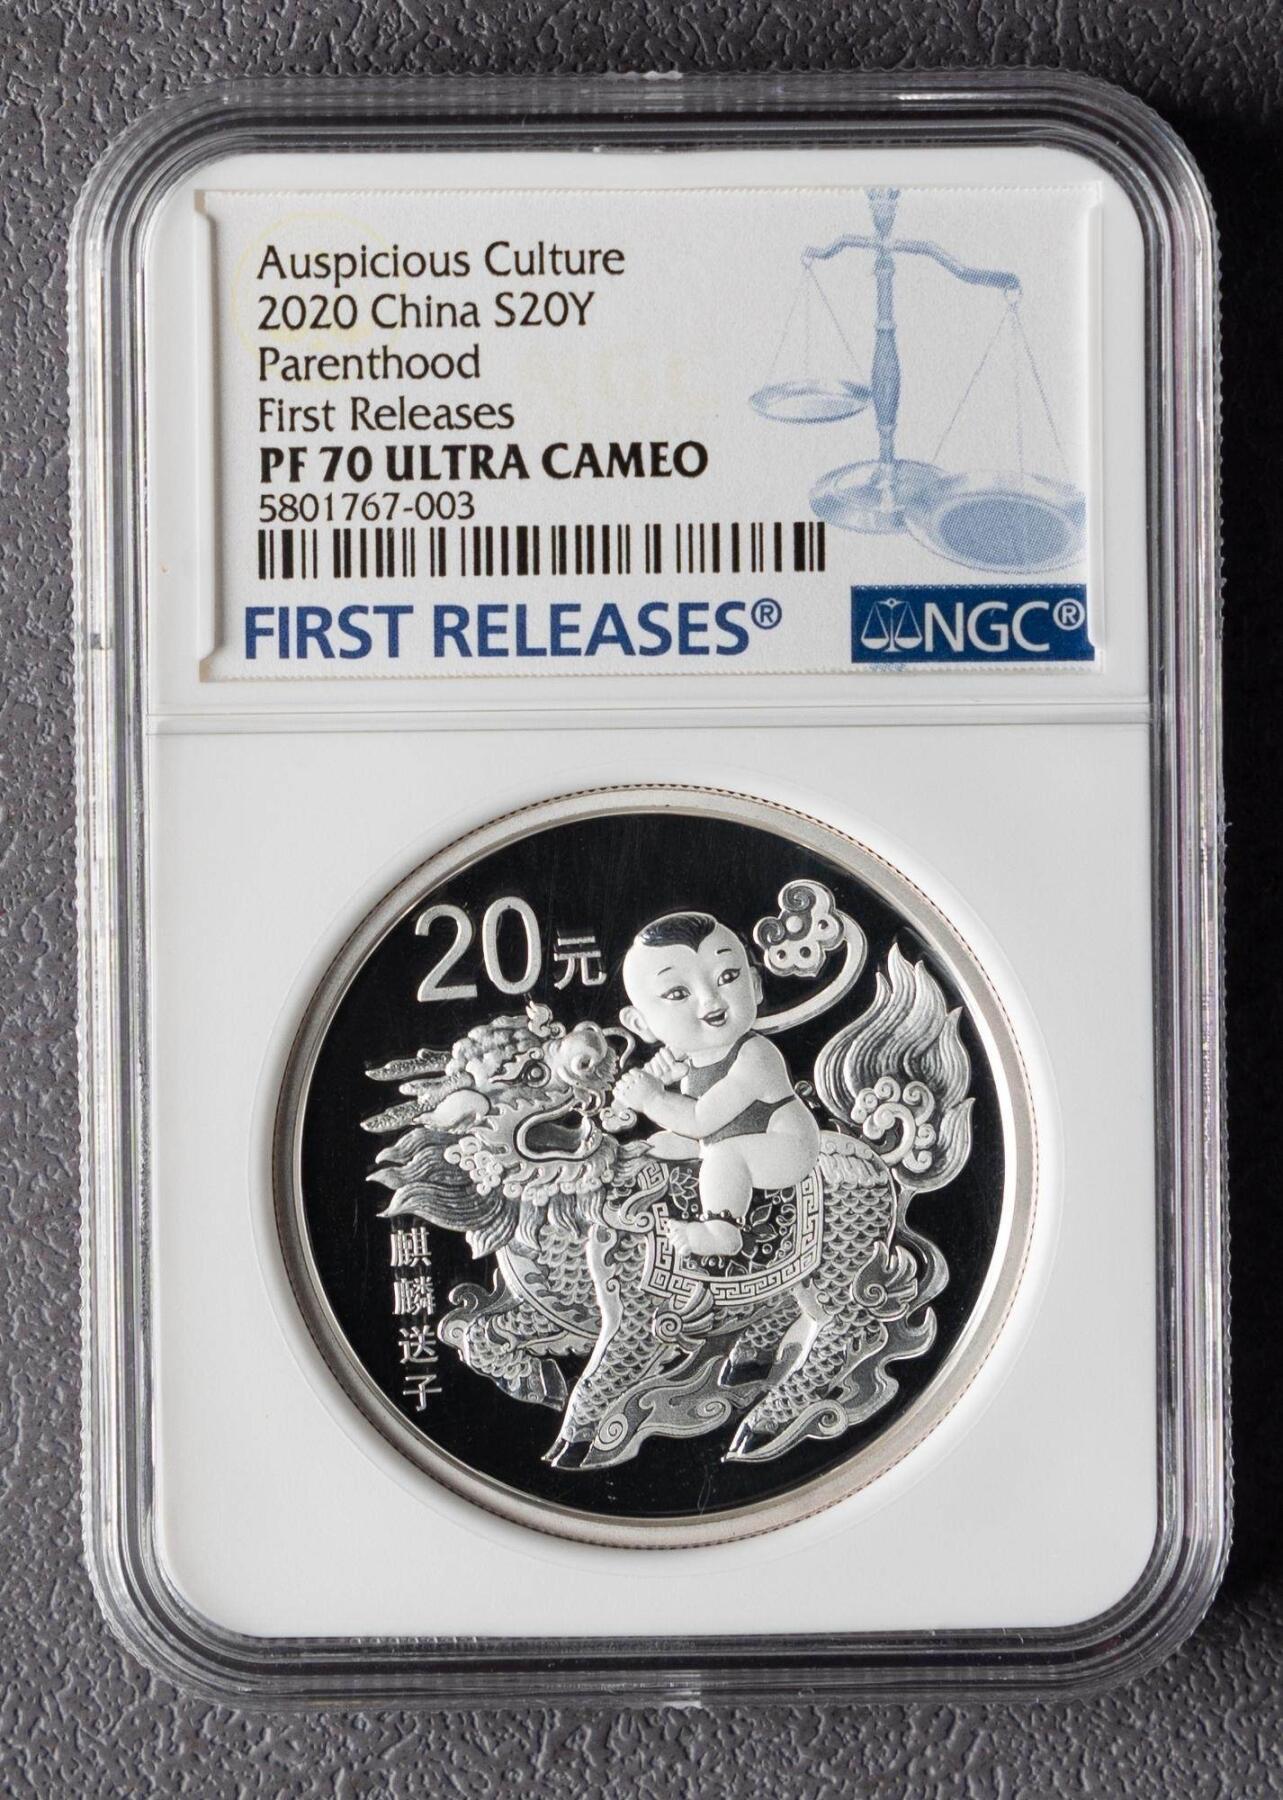 Auspicious Culture
2020 China S20Y
Parenthood
First Releases
PF 70 ULTRA CAMEO
5801767-003
FIRST RELEASES®
NGC®
20元
麒麟送子